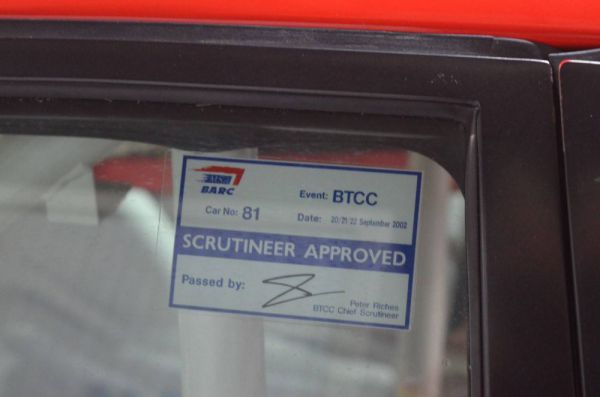 BARC
Event: BTCC
Car No: 81 Date: 20/21/22 September 2002
SCRUTINEER APPROVED
Passed by:
Peter Riches
BTCC Chief Scrutineer